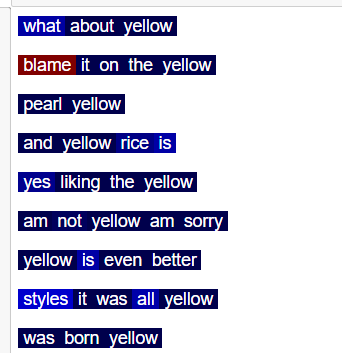 what about yellow
blame it on the yellow
pearl yellow
and yellow rice is
yes liking the yellow
am not yellow am sorry
yellow is even better
styles it was all yellow
was born yellow